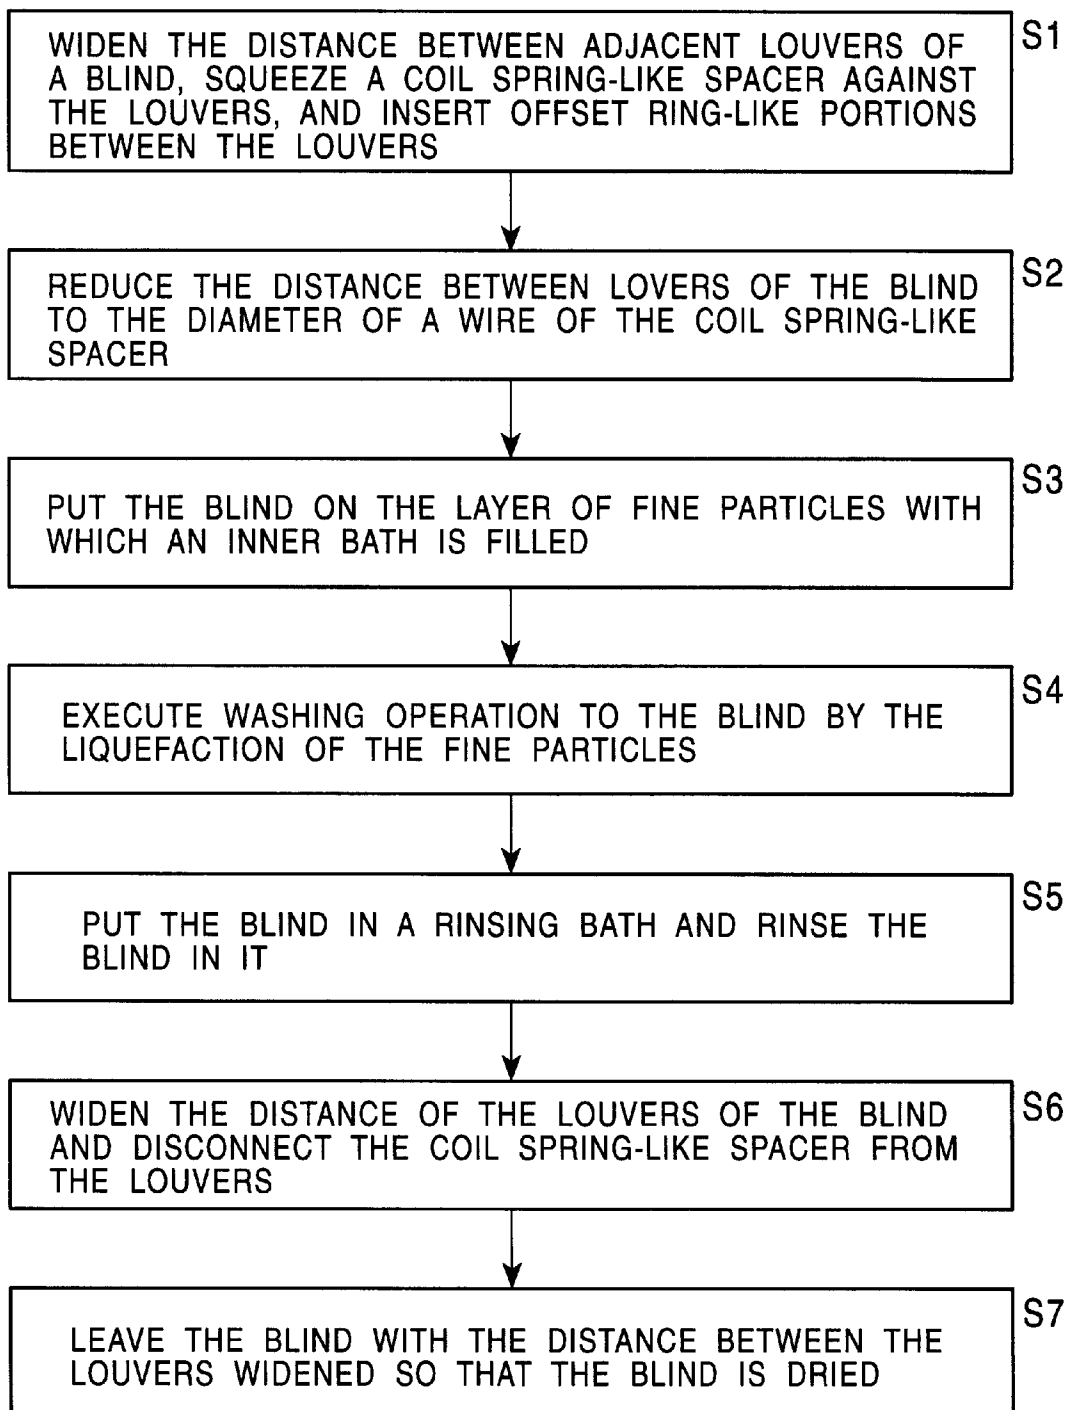 S1
WIDEN THE DISTANCE BETWEEN ADJACENT LOUVERS OF
A BLIND, SQUEEZE A COIL SPRING-LIKE SPACER AGAINST
THE LOUVERS, AND INSERT OFFSET RING-LIKE PORTIONS
BETWEEN THE LOUVERS
S2
REDUCE THE DISTANCE BETWEEN LOVERS OF THE BLIND
TO THE DIAMETER OF A WIRE OF THE COIL SPRING-LIKE
SPACER
S3
PUT THE BLIND ON THE LAYER OF FINE PARTICLES WITH
WHICH AN INNER BATH IS FILLED
S4
EXECUTE WASHING OPERATION TO THE BLIND BY THE
LIQUEFACTION OF THE FINE PARTICLES
S5
PUT THE BLIND IN A RINSING BATH AND RINSE THE
BLIND IN IT
S6
WIDEN THE DISTANCE OF THE LOUVERS OF THE BLIND
AND DISCONNECT THE COIL SPRING-LIKE SPACER FROM
THE LOUVERS
S7
LEAVE THE BLIND WITH THE DISTANCE BETWEEN THE
LOUVERS WIDENED SO THAT THE BLIND IS DRIED